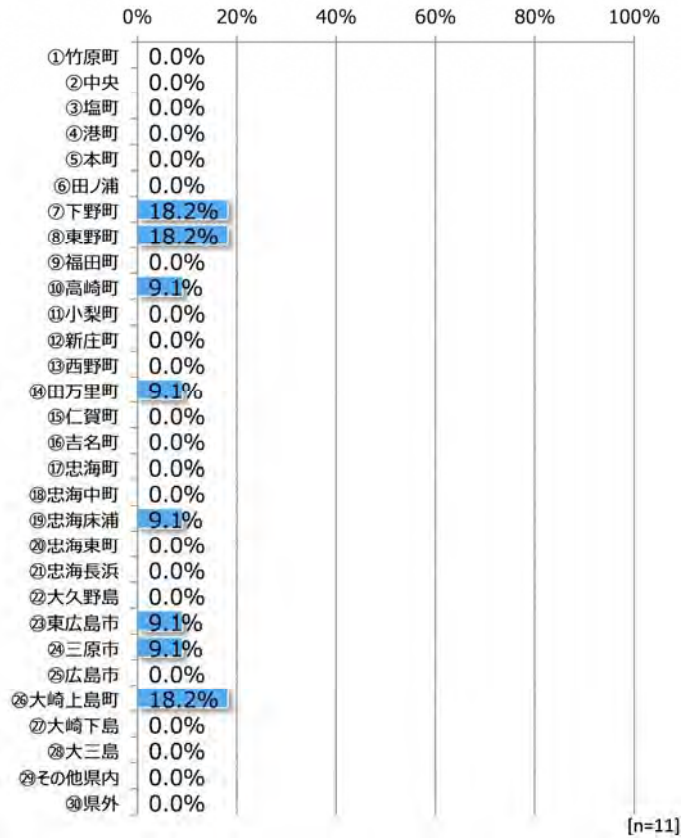 0% 20% 40% 60% 80% 100%
①竹原町 0.0%
②中央 0.0%
③塩町 0.0%
④港町 0.0%
⑤本町 0.0%
⑥田ノ浦 0.0%
⑦下野町 18.2%
⑧東野町 18.2%
⑨福田町 0.0%
⑩高崎町 9.1%
⑪小梨町 0.0%
⑫新庄町 0.0%
⑬西野町 0.0%
⑭田万里町 9.1%
⑮仁賀町 0.0%
⑯吉名町 0.0%
⑰忠海町 0.0%
⑱忠海中町 0.0%
⑲忠海床浦 9.1%
⑳忠海東町 0.0%
㉑忠海長浜 0.0%
㉒大久野島 0.0%
㉓東広島市 9.1%
㉔三原市 9.1%
㉕広島市 0.0%
㉖大崎上島町 18.2%
㉗大崎下島 0.0%
㉘大三島 0.0%
㉙その他県内 0.0%
㉚県外 0.0%
[n=11]